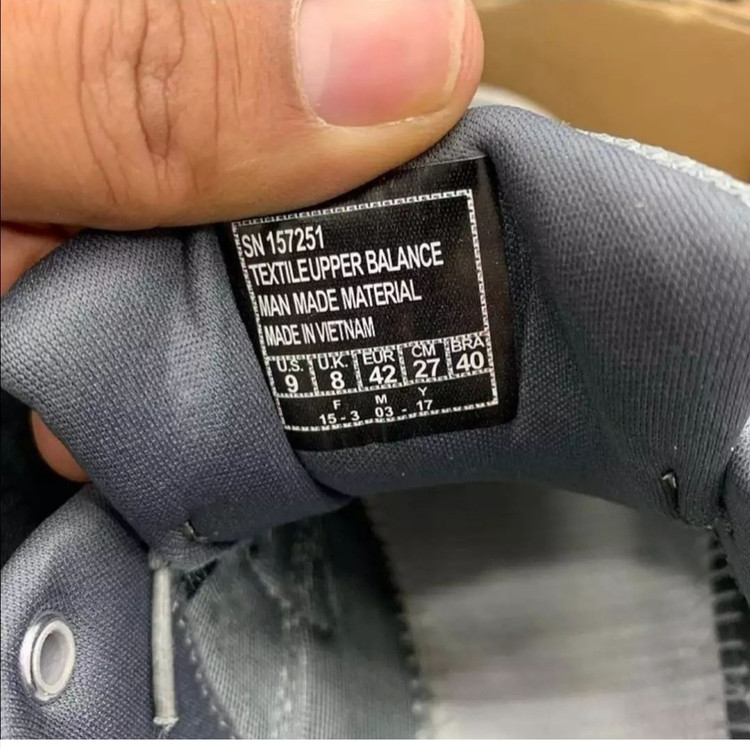 SN 157251
TEXTILEUPPER BALANCE
MAN MADE MATERIAL
MADE IN VIETNAM
U.S. U.K. EUR CM BRA
9 8 42 27 40
F M Y
15 - 3 03 - 17